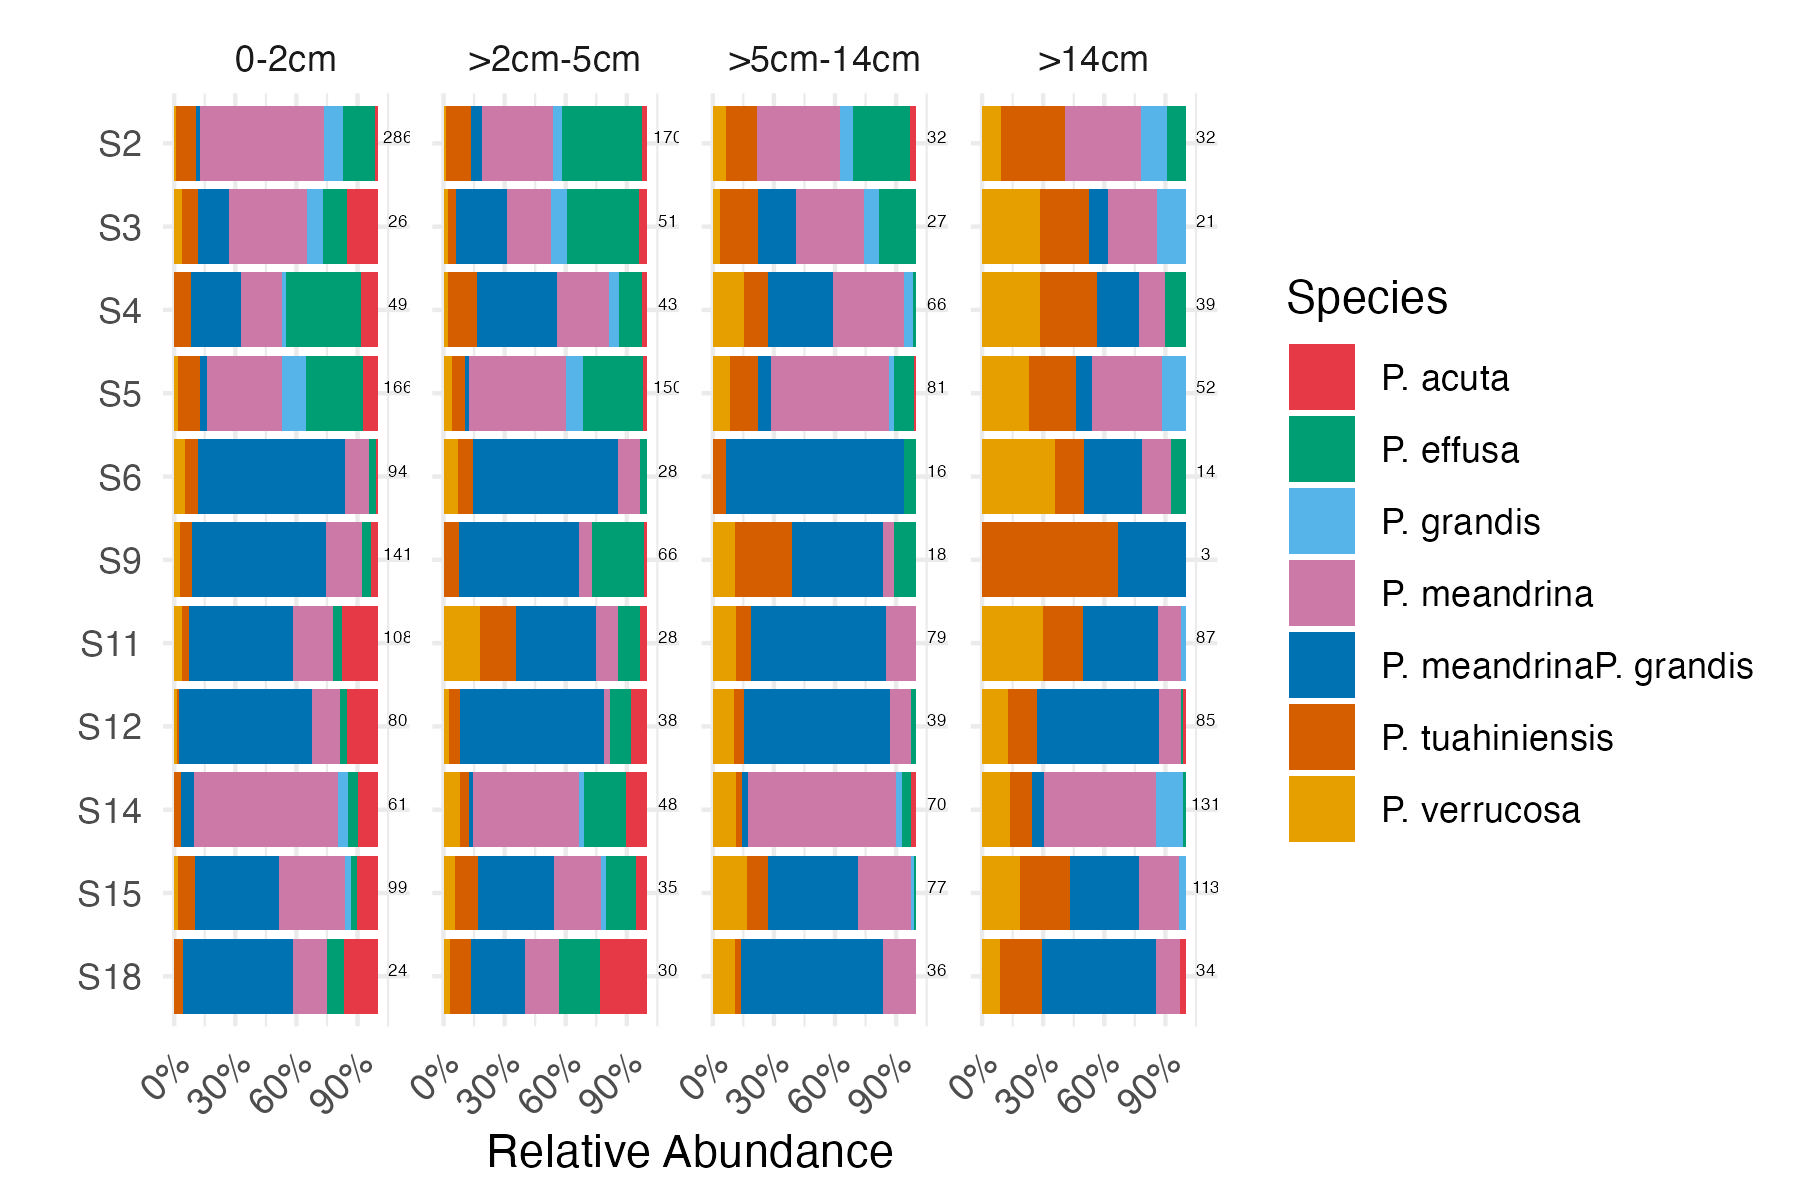 0-2cm >2cm-5cm >5cm-14cm >14cm
S2 286 170 32 32
S3 26 51 27 21
S4 49 43 66 39
S5 166 150 81 52
S6 94 28 16 14
S9 141 66 18 3
S11 108 28 79 87
S12 80 38 39 85
S14 61 48 70 131
S15 99 35 77 113
S18 24 30 36 34
0% 30% 60% 90% 0% 30% 60% 90% 0% 30% 60% 90% 0% 30% 60% 90%
Relative Abundance
Species
P. acuta
P. effusa
P. grandis
P. meandrina
P. meandrinaP. grandis
P. tuahiniensis
P. verrucosa